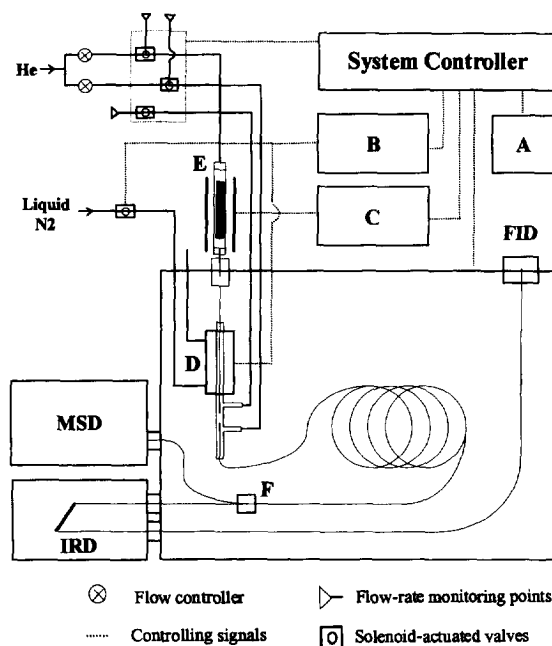 He
System Controller
E
B
A
Liquid
N2
C
FID
D
MSD
F
IRD
Flow controller
Flow-rate monitoring points
Controlling signals
Solenoid-actuated valves